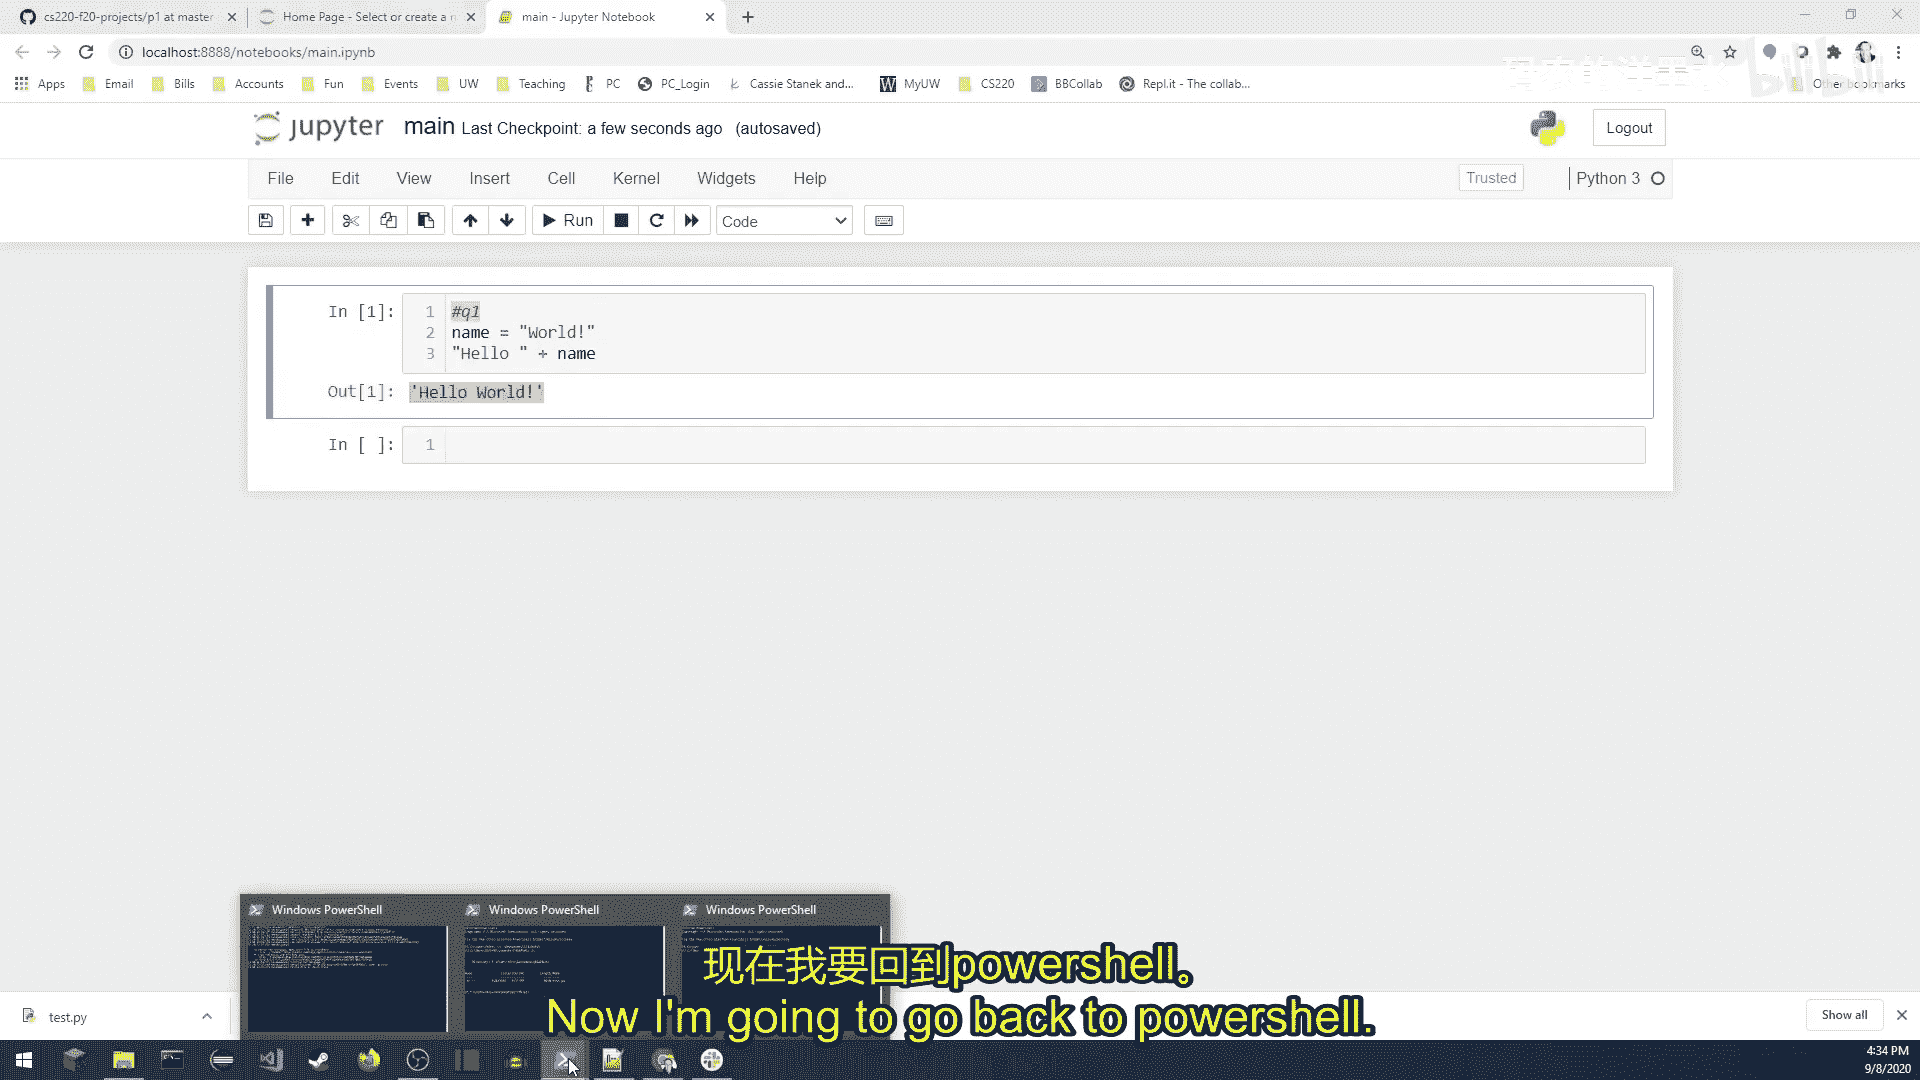 cs220-f20-projects/p1 at master
Home Page - Select or create a n
main - Jupyter Notebook
localhost:8888/notebooks/main.ipynb
Apps Email Bills Accounts Fun Events UW Teaching PC PC_Login Cassie Stanek and... MyUW CS220 BBCollab Repl.it - The collab... Other bookmarks
jupyter main Last Checkpoint: a few seconds ago (autosaved) Logout
File Edit View Insert Cell Kernel Widgets Help Trusted Python 3
Run Code
In [1]: 1 #q1
2 name = "World!"
3 "Hello " + name
Out[1]: 'Hello World!'
In [ ]: 1
Windows PowerShell Windows PowerShell Windows PowerShell
现在我要回到powershell。
Now I'm going to go back to powershell.
test.py Show all
4:34 PM
9/8/2020